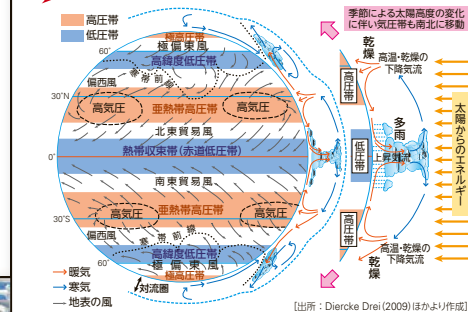 高圧帯
低圧帯
極高圧帯
極偏東風
60°
高緯度低圧帯
寒帯前線
偏西風
30°N
高気圧
亜熱帯高圧帯
高気圧
北東貿易風
0°
熱帯収束帯(赤道低圧帯)
南東貿易風
高気圧
亜熱帯高圧帯
高気圧
30°S
偏西風
寒帯前線
高緯度低圧帯
60°
極偏東風
極高圧帯
対流圏
暖気
寒気
地表の風
季節による太陽高度の変化
に伴い気圧帯も南北に移動
乾燥
高温・乾燥の
下降気流
高圧帯
多雨
低圧帯
上昇気流
太陽からのエネルギー
高圧帯
高温・乾燥の
下降気流
乾燥
[出所:Diercke Drei(2009)ほかより作成]